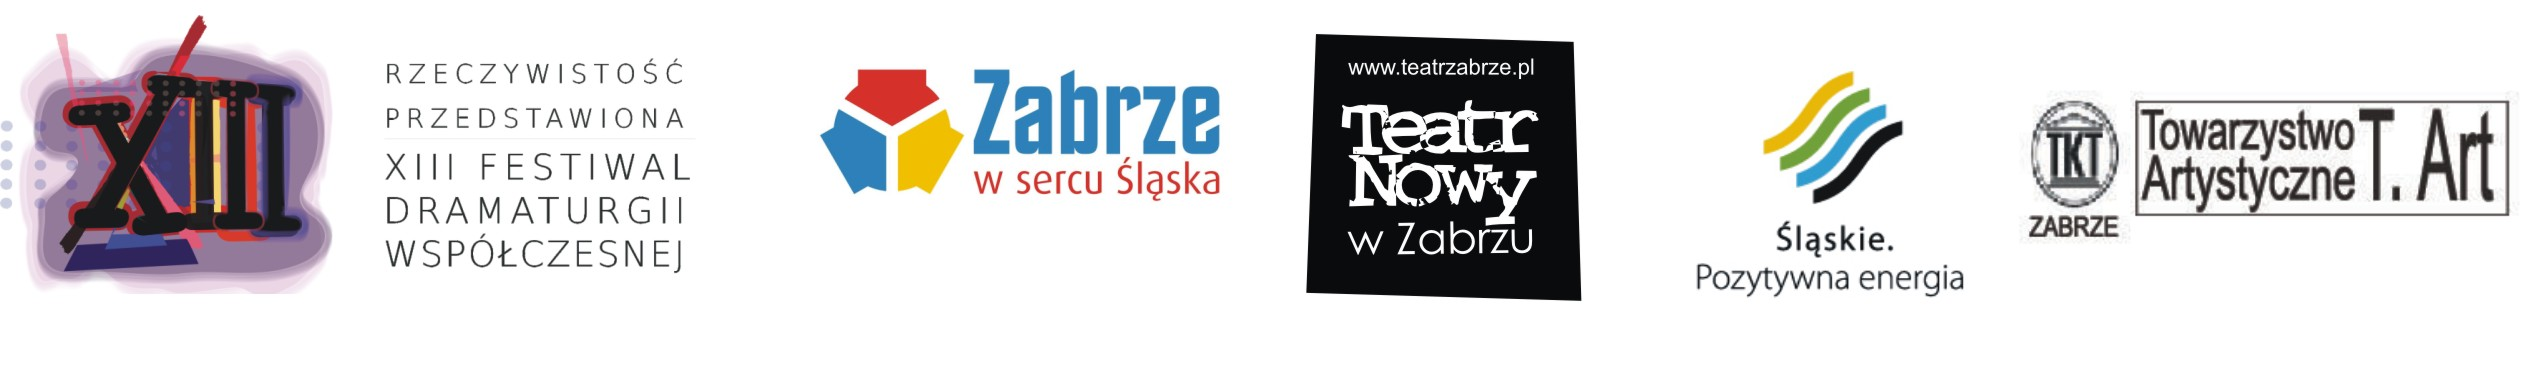 XIII
RZECZYWISTOŚĆ
PRZEDSTAWIONA
XIII FESTIWAL
DRAMATURGII
WSPÓŁCZESNEJ
Zabrze
w sercu Śląska
www.teatrzabrze.pl
Teatr
Nowy
w Zabrzu
Śląskie.
Pozytywna energia
TKT
ZABRZE
Towarzystwo
Artystyczne T. Art